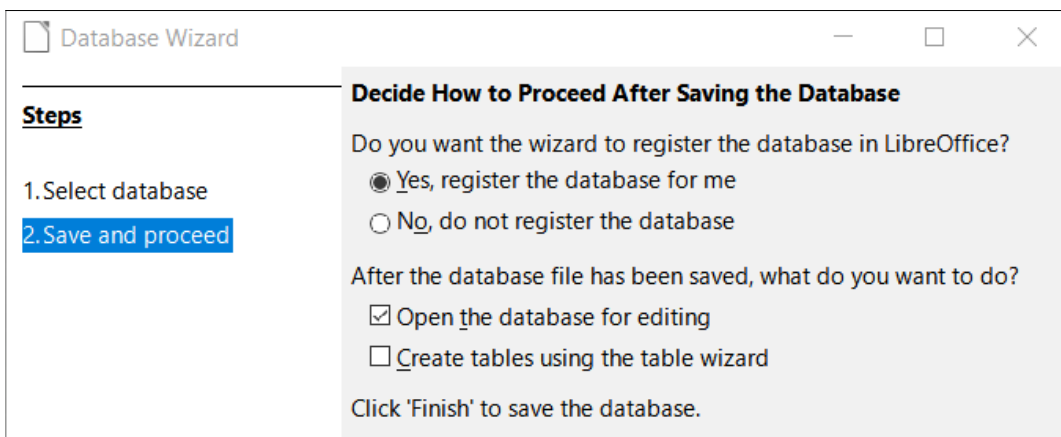 Database Wizard
Steps
1. Select database
2. Save and proceed
Decide How to Proceed After Saving the Database
Do you want the wizard to register the database in LibreOffice?
Yes, register the database for me
No, do not register the database
After the database file has been saved, what do you want to do?
Open the database for editing
Create tables using the table wizard
Click 'Finish' to save the database.